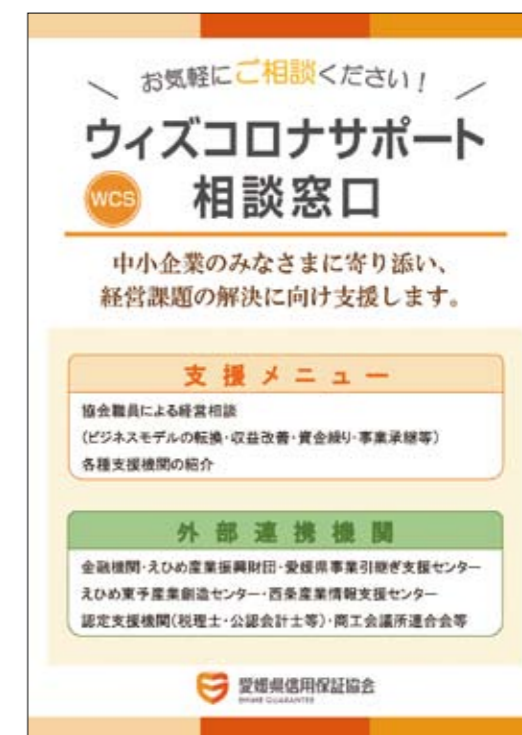 お気軽にご相談ください!
ウィズコロナサポート
WCS 相談窓口
中小企業のみなさまに寄り添い、
経営課題の解決に向け支援します。
支援メニュー
協会職員による経営相談
(ビジネスモデルの転換・収益改善・資金繰り・事業承継等)
各種支援機関の紹介
外部連携機関
金融機関・えひめ産業振興財団・愛媛県事業引継ぎ支援センター
えひめ東予産業創造センター・西条産業情報支援センター
認定支援機関(税理士・公認会計士等)・商工会議所連合会等
愛媛県信用保証協会
EHIME GUARANTEE